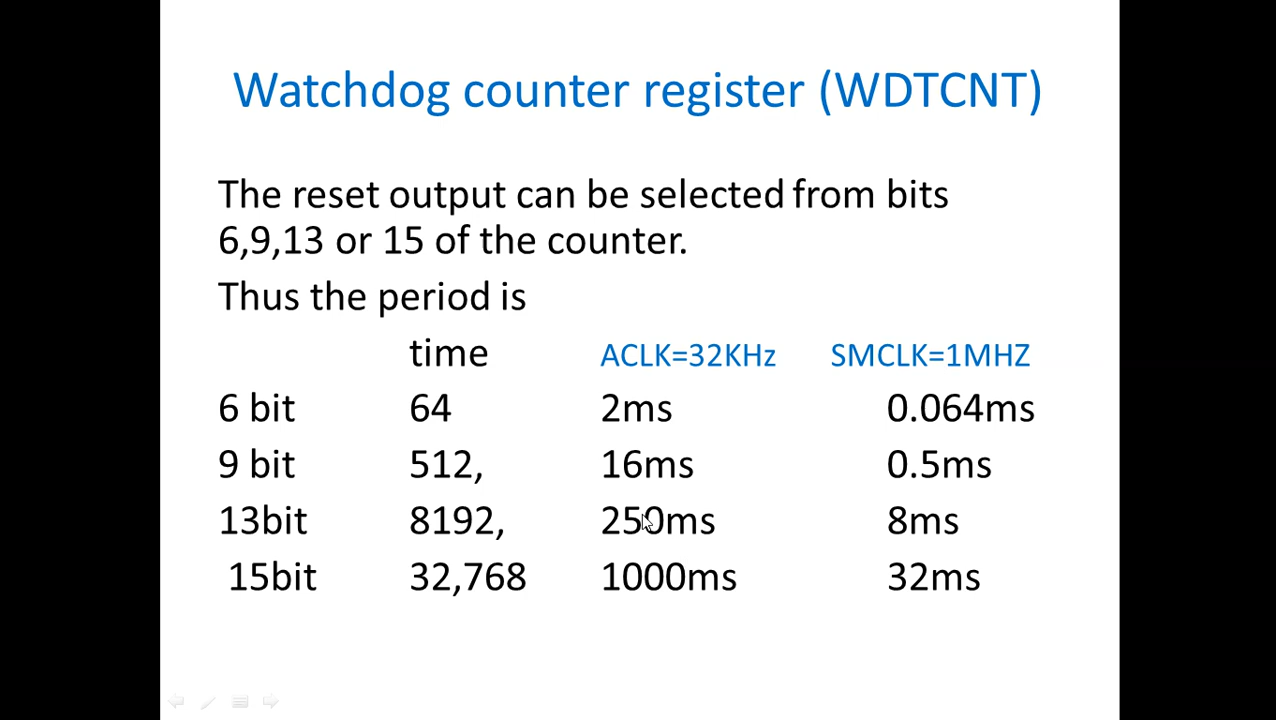 Watchdog counter register (WDTCNT)
The reset output can be selected from bits
6,9,13 or 15 of the counter.
Thus the period is
time ACLK=32KHz SMCLK=1MHZ
6 bit 64 2ms 0.064ms
9 bit 512, 16ms 0.5ms
13bit 8192, 250ms 8ms
15bit 32,768 1000ms 32ms